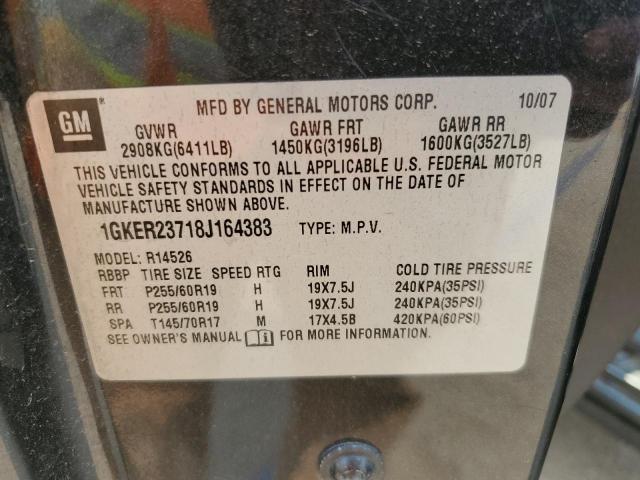 GM
MFD BY GENERAL MOTORS CORP. 10/07
GVWR GAWR FRT GAWR RR
2908KG(6411LB) 1450KG(3196LB) 1600KG(3527LB)
THIS VEHICLE CONFORMS TO ALL APPLICABLE U.S. FEDERAL MOTOR
VEHICLE SAFETY STANDARDS IN EFFECT ON THE DATE OF
MANUFACTURE SHOWN ABOVE.
1GKER23718J164383 TYPE: M.P.V.
MODEL: R14526
RBBP TIRE SIZE SPEED RTG RIM COLD TIRE PRESSURE
FRT P255/60R19 H 19X7.5J 240KPA(35PSI)
RR P255/60R19 H 19X7.5J 240KPA(35PSI)
SPA T145/70R17 M 17X4.5B 420KPA(60PSI)
SEE OWNER'S MANUAL FOR MORE INFORMATION.